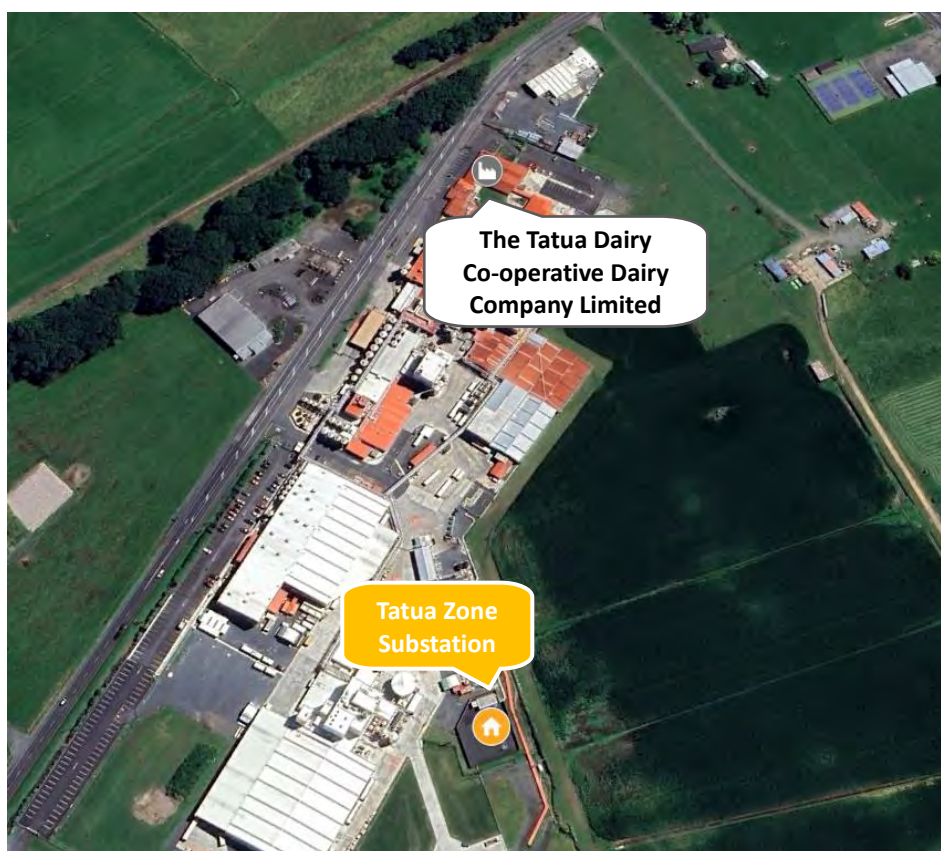 The Tatua Dairy
Co-operative Dairy
Company Limited
Tatua Zone
Substation